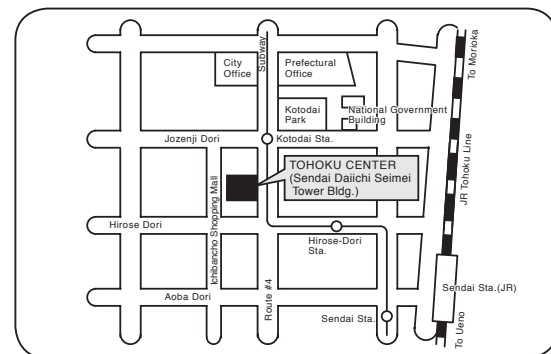 To Morioka
City
Office
Subway
Prefectural
Office
Kotodai
Park
National Government
Building
Jozenji Dori
Kotodai Sta.
JR Tohoku Line
TOHOKU CENTER
(Sendai Daiichi Seimei
Tower Bldg.)
Ichibancho Shopping Mall
Hirose Dori
Hirose-Dori
Sta.
Route #4
Aoba Dori
Sendai Sta.(JR)
Sendai Sta.
To Ueno